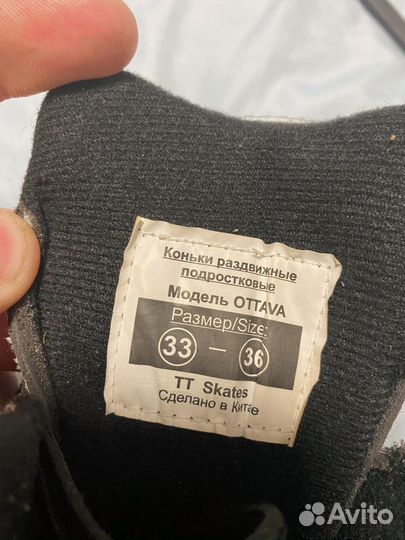 Коньки раздвижные
подростковые
Модель OTTAVA
Размер/Size:
33 — 36
TT Skates
Сделано в Китае
Avito